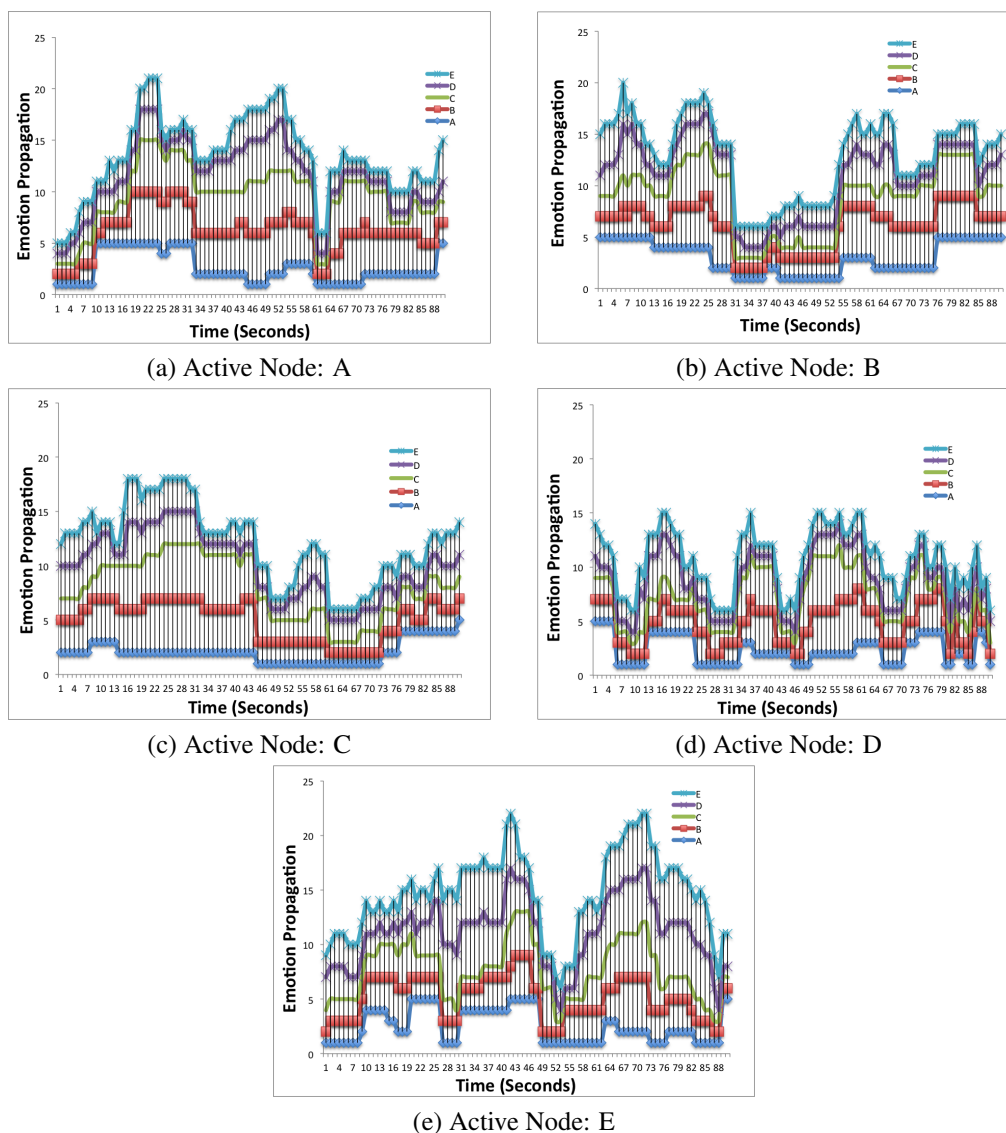 25
20
15
10
5
0
Emotion Propagation
E
D
C
B
A
1 4 7 10 13 16 19 22 25 28 31 34 37 40 43 46 49 52 55 58 61 64 67 70 73 76 79 82 85 88
Time (Seconds)
(a) Active Node: A
25
20
15
10
5
0
Emotion Propagation
E
D
C
B
A
1 4 7 10 13 16 19 22 25 28 31 34 37 40 43 46 49 52 55 58 61 64 67 70 73 76 79 82 85 88
Time (Seconds)
(b) Active Node: B
25
20
15
10
5
0
Emotion Propagation
E
D
C
B
A
1 4 7 10 13 16 19 22 25 28 31 34 37 40 43 46 49 52 55 58 61 64 67 70 73 76 79 82 85 88
Time (Seconds)
(c) Active Node: C
25
20
15
10
5
0
Emotion Propagation
E
D
C
B
A
1 4 7 10 13 16 19 22 25 28 31 34 37 40 43 46 49 52 55 58 61 64 67 70 73 76 79 82 85 88
Time (Seconds)
(d) Active Node: D
25
20
15
10
5
0
Emotion Propagation
E
D
C
B
A
1 4 7 10 13 16 19 22 25 28 31 34 37 40 43 46 49 52 55 58 61 64 67 70 73 76 79 82 85 88
Time (Seconds)
(e) Active Node: E